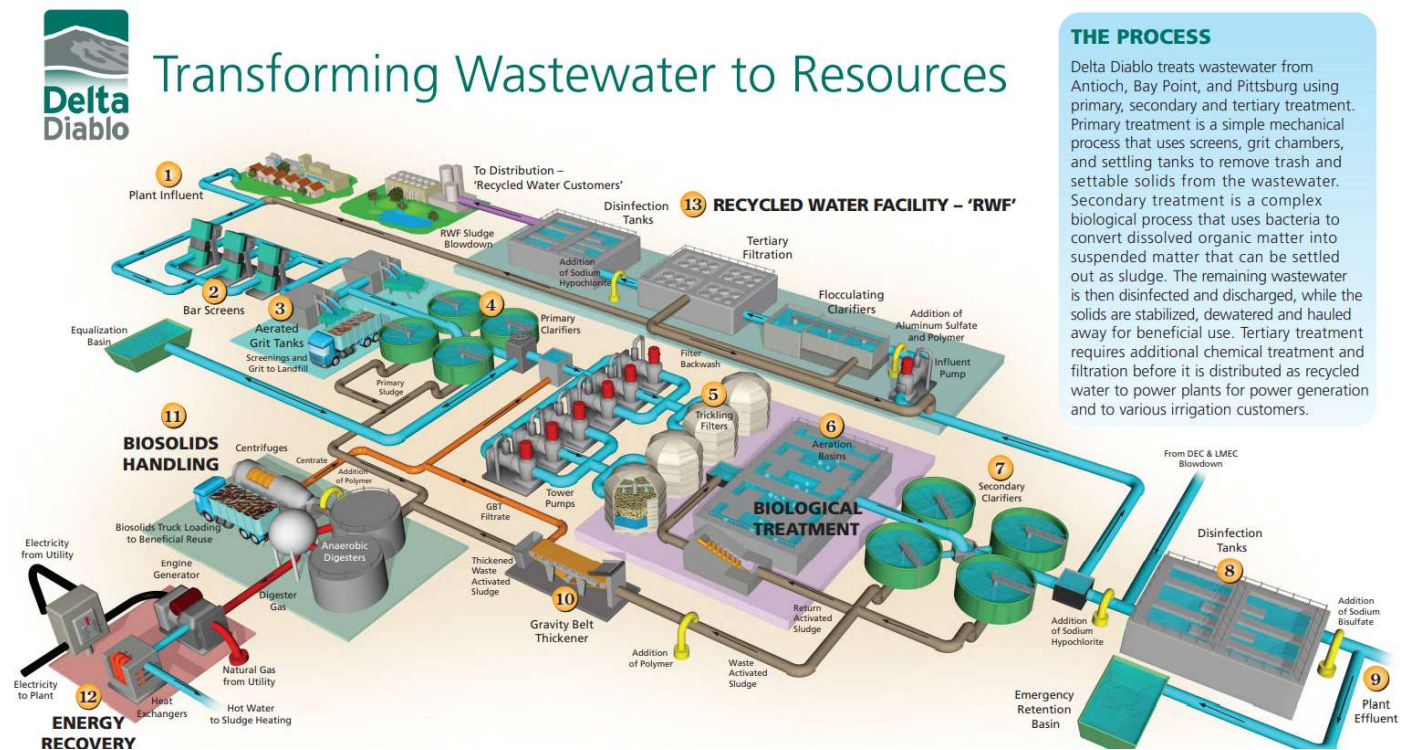 Delta
Diablo
Transforming Wastewater to Resources
THE PROCESS
Delta Diablo treats wastewater from
Antioch, Bay Point, and Pittsburg using
primary, secondary and tertiary treatment.
Primary treatment is a simple mechanical
process that uses screens, grit chambers,
and settling tanks to remove trash and
settable solids from the wastewater.
Secondary treatment is a complex
biological process that uses bacteria to
convert dissolved organic matter into
suspended matter that can be settled
out as sludge. The remaining wastewater
is then disinfected and discharged, while the
solids are stabilized, dewatered and hauled
away for beneficial use. Tertiary treatment
requires additional chemical treatment and
filtration before it is distributed as recycled
water to power plants for power generation
and to various irrigation customers.
1
Plant Influent
To Distribution –
'Recycled Water Customers'
RWF Sludge
Blowdown
Disinfection
Tanks
13 RECYCLED WATER FACILITY – 'RWF'
Tertiary
Filtration
Addition
of Sodium
Hypochlorite
Flocculating
Clarifiers
Addition of
Aluminum Sulfate
and Polymer
Influent
Pump
Filter
Backwash
2
Bar Screens
3
Aerated
Grit Tanks
Screenings and
Grit to Landfill
4
Primary
Clarifiers
Equalization
Basin
Primary
Sludge
5
Trickling
Filters
6
Aeration
Basins
BIOLOGICAL
TREATMENT
7
Secondary
Clarifiers
From DEC & LMEC
Blowdown
Disinfection
Tanks
8
11
BIOSOLIDS
HANDLING
Centrifuges
Centrate
Addition
of Polymer
Tower
Pumps
GBT
Filtrate
Biosolids Truck Loading
to Beneficial Reuse
Anaerobic
Digesters
Electricity
from Utility
Engine
Generator
Digester
Gas
Thickened
Waste
Activated
Sludge
10
Gravity Belt
Thickener
Return
Activated
Sludge
Addition
of Sodium
Hypochlorite
Addition
of Sodium
Bisulfate
Addition
of Polymer
Waste
Activated
Sludge
Natural Gas
from Utility
Electricity
to Plant
12
ENERGY
RECOVERY
Heat
Exchangers
Hot Water
to Sludge Heating
Emergency
Retention
Basin
9
Plant
Effluent